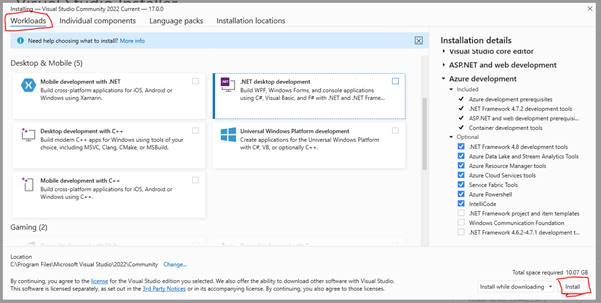 Installing — Visual Studio Community 2022 Current — 17.0.0
Workloads
Individual components
Language packs
Installation locations
Need help choosing what to install? More info
Desktop & Mobile (5)
Mobile development with .NET
Build cross-platform applications for iOS, Android or
Windows using Xamarin.
.NET desktop development
Build WPF, Windows Forms, and console applications
using C#, Visual Basic, and F# with .NET and .NET Frame...
Desktop development with C++
Build modern C++ apps for Windows using tools of your
choice, including MSVC, Clang, CMake, or MSBuild.
Universal Windows Platform development
Create applications for the Universal Windows Platform
with C#, VB, or optionally C++.
Mobile development with C++
Build cross-platform applications for iOS, Android or
Windows using C++.
Gaming (2)
Installation details
Visual Studio core editor
ASP.NET and web development
Azure development
Included
Azure development prerequisites
.NET Framework 4.7.2 development tools
ASP.NET and web development prerequisi...
Container development tools
Optional
.NET Framework 4.8 development tools
Azure Data Lake and Stream Analytics Tools
Azure Resource Manager tools
Azure Cloud Services tools
Service Fabric Tools
Azure Powershell
IntelliCode
.NET Framework project and item templates
Windows Communication Foundation
.NET Framework 4.6.2-4.7.1 development t...
Location
C:\Program Files\Microsoft Visual Studio\2022\Community Change...
By continuing, you agree to the license for the Visual Studio edition you selected. We also offer the ability to download other software with Visual Studio.
This software is licensed separately, as set out in the 3rd Party Notices or in its accompanying license. By continuing, you also agree to those licenses.
Total space required 10.07 GB
Install while downloading
Install